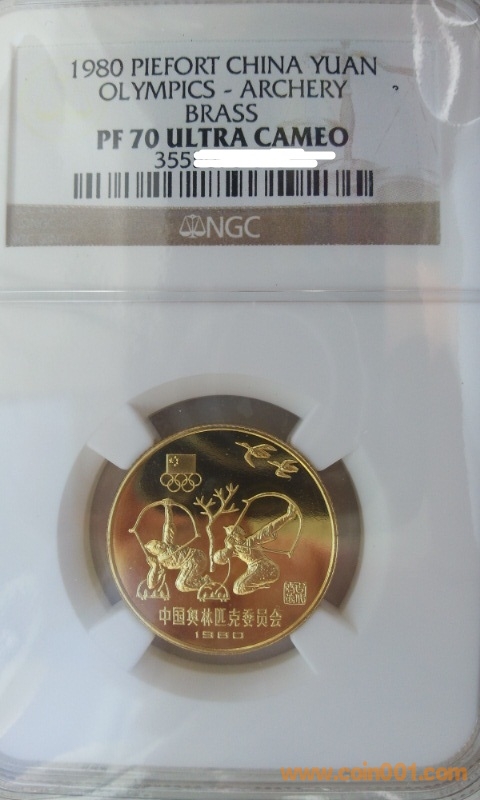 1980 PIEFORT CHINA YUAN
OLYMPICS - ARCHERY
BRASS
PF 70 ULTRA CAMEO
355
NGC
中国奥林匹克委员会
1980
www.coin001.com